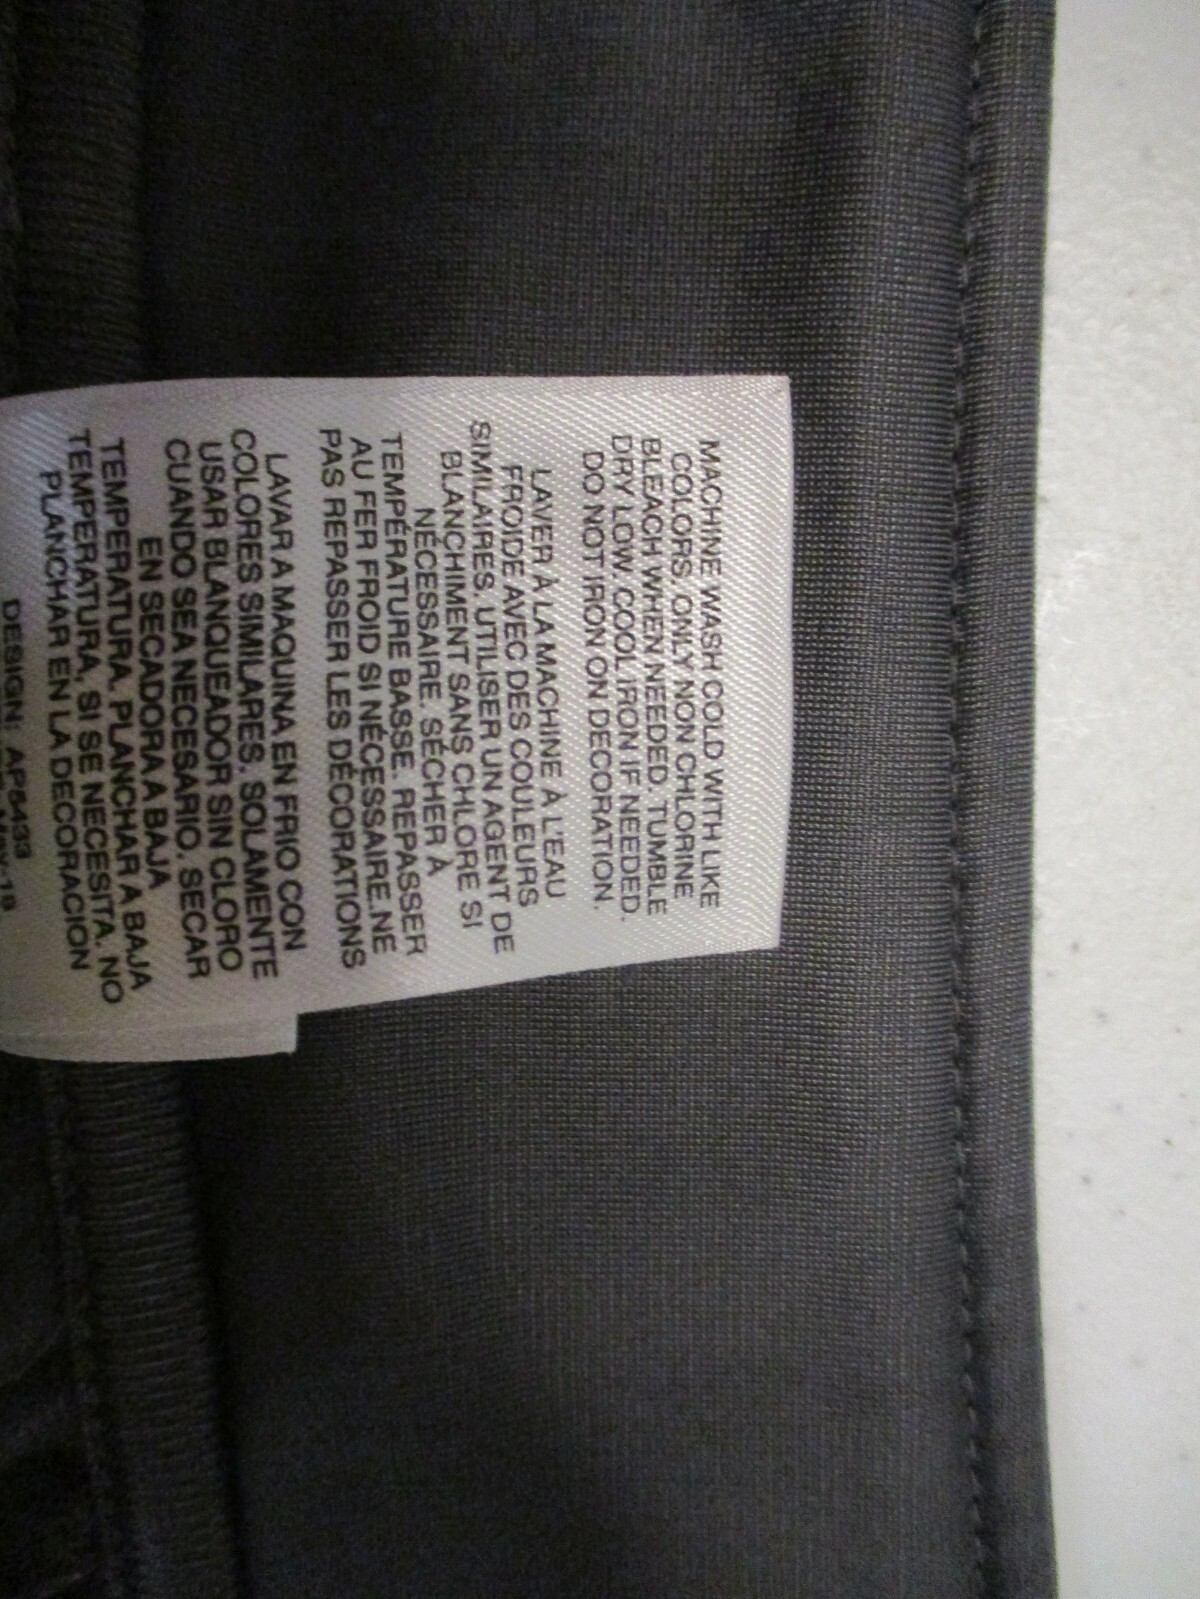 MACHINE WASH COLD WITH LIKE
COLORS. ONLY NON CHLORINE
BLEACH WHEN NEEDED. TUMBLE
DRY LOW. COOL IRON IF NEEDED.
DO NOT IRON ON DECORATION.
LAVER À LA MACHINE À L'EAU
FROIDE AVEC DES COULEURS
SIMILAIRES. UTILISER UN AGENT DE
BLANCHIMENT SANS CHLORE SI
NÉCESSAIRE. SÉCHER À
TEMPÉRATURE BASSE. REPASSER
AU FER FROID SI NÉCESSAIRE.NE
PAS REPASSER LES DÉCORATIONS
LAVAR A MAQUINA EN FRIO CON
COLORES SIMILARES. SOLAMENTE
USAR BLANQUEADOR SIN CLORO
CUANDO SEA NECESARIO. SECAR
EN SECADORA A BAJA
TEMPERATURA. PLANCHAR A BAJA
TEMPERATURA, SI SE NECESITA. NO
PLANCHAR EN LA DECORACION
DESIGN: AP5433